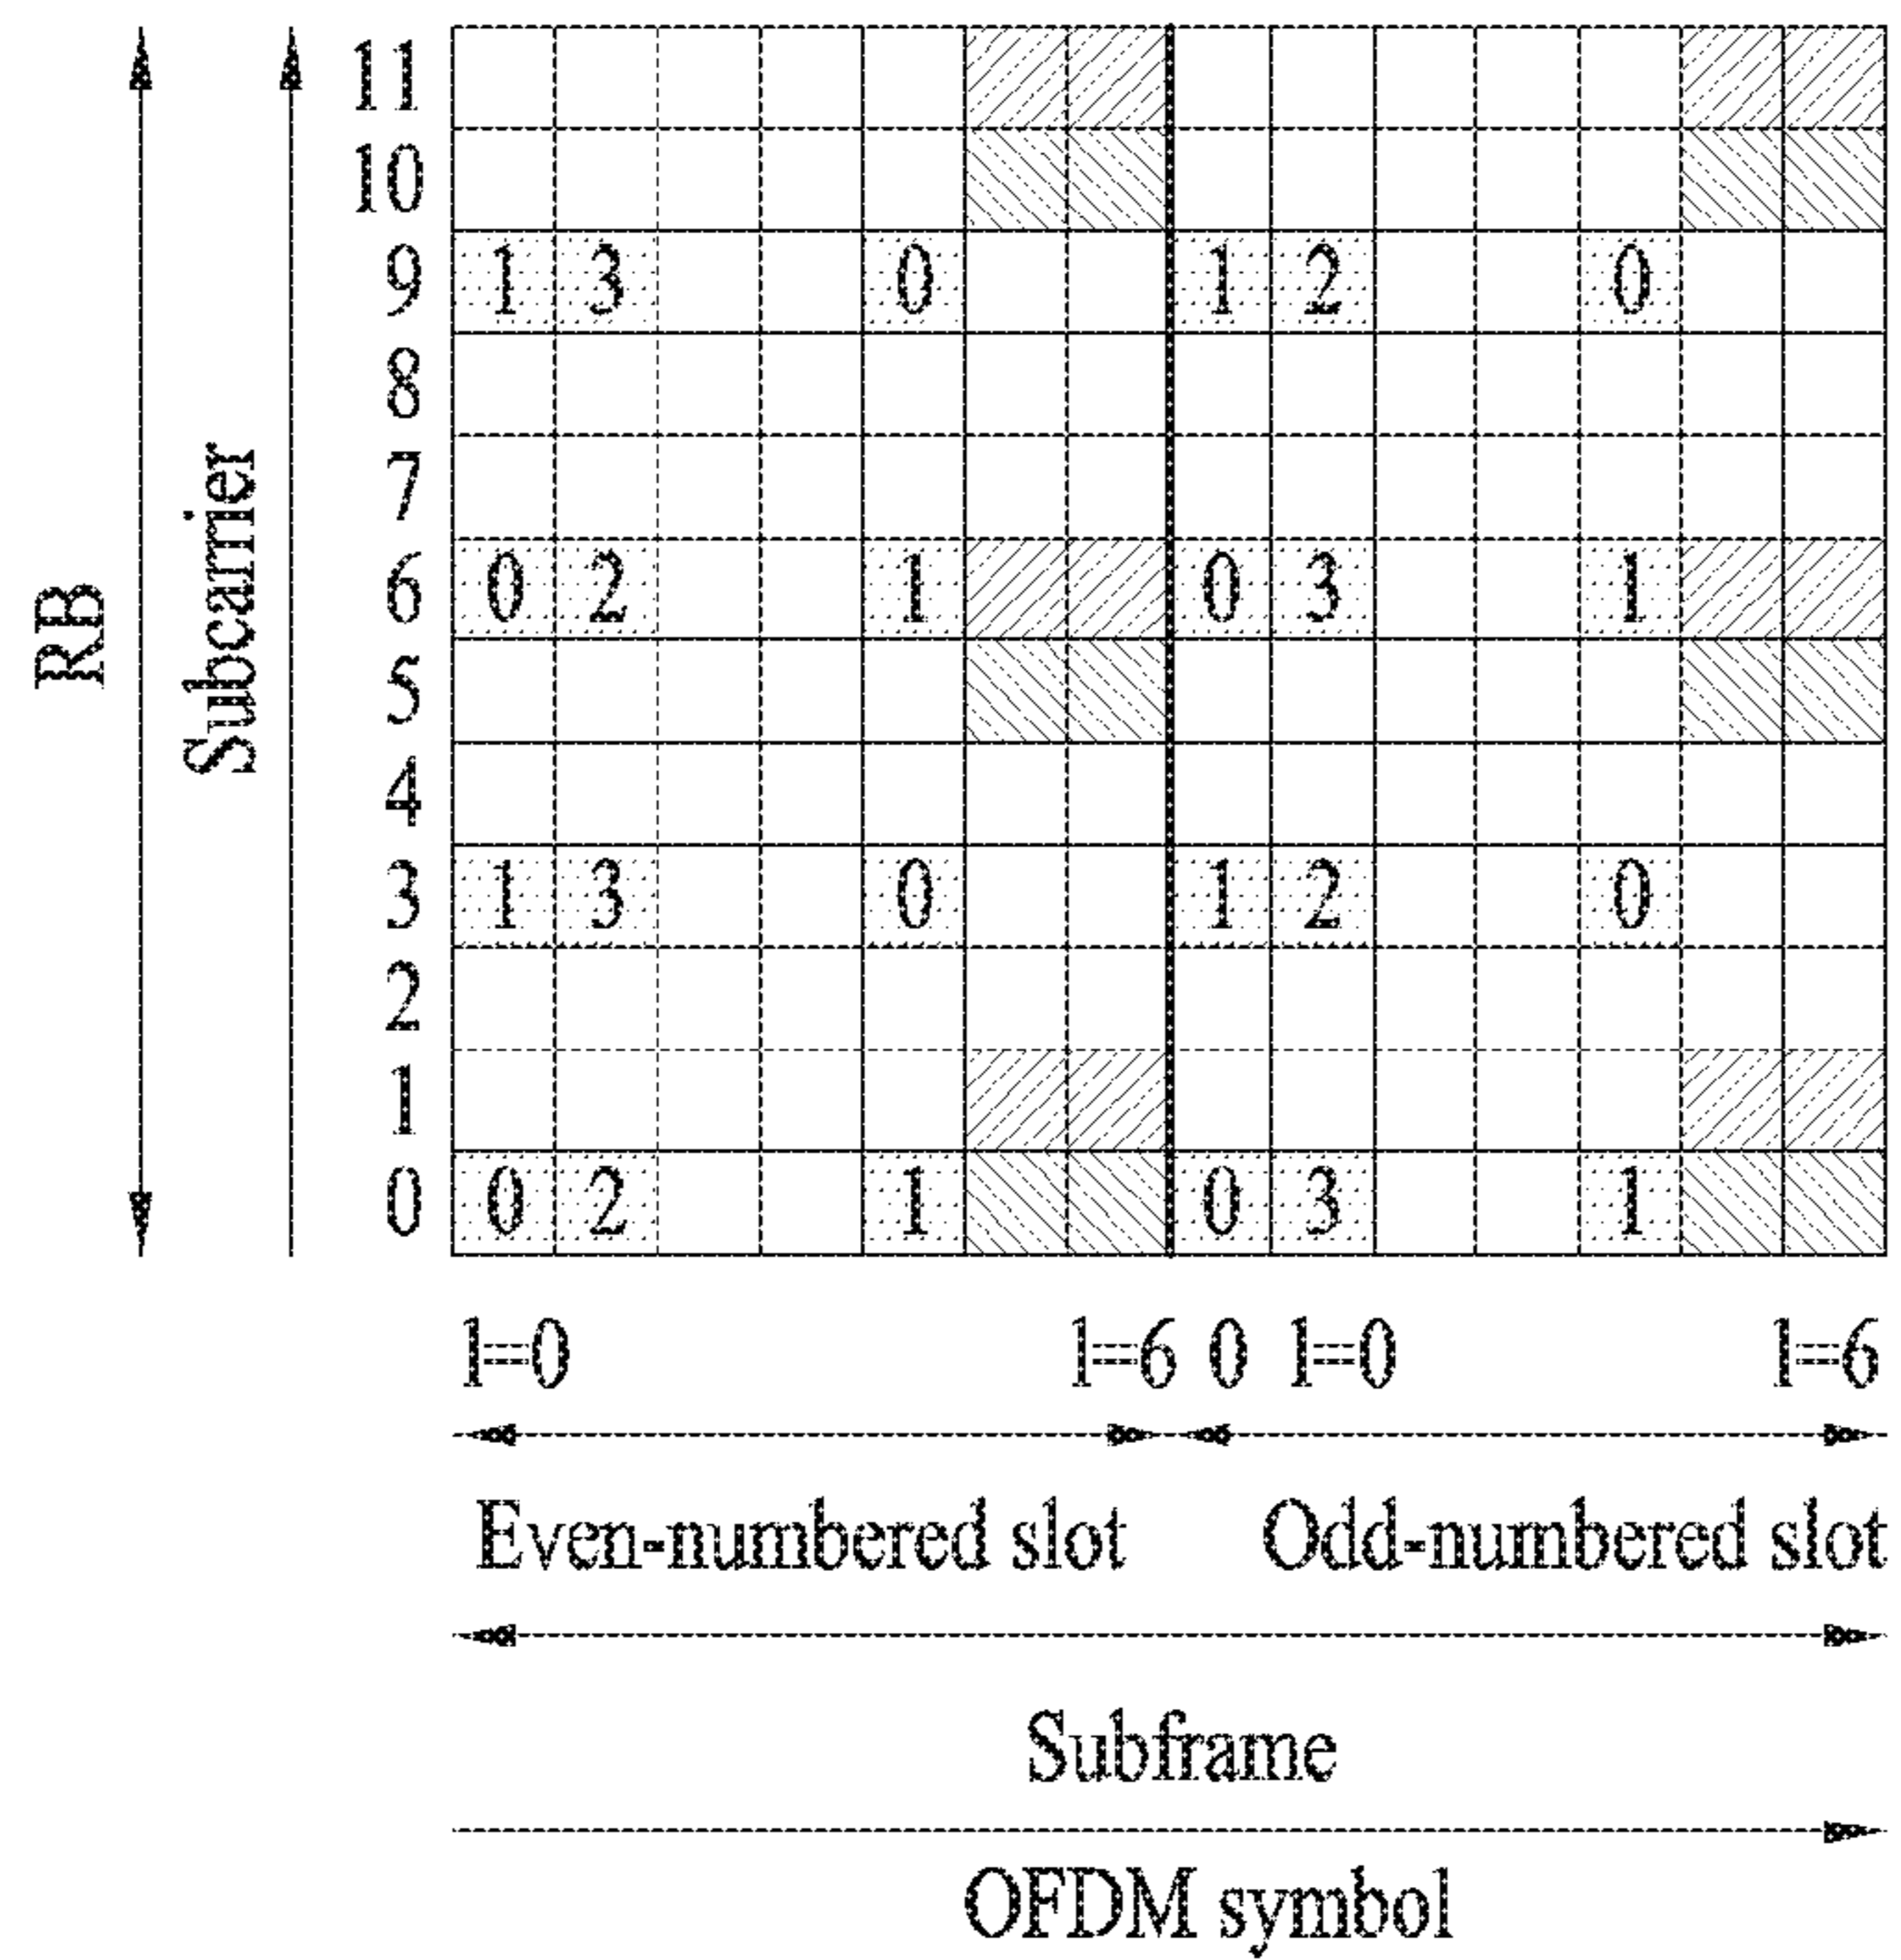 RB
Subcarrier
11
10
9 1 3 0 1 2 0
8
7
6 0 2 1 0 3 1
5
4
3 1 3 0 1 2 0
2
1
0 0 2 1 0 3 1
l=0 l=6 0 l=0 l=6
Even-numbered slot Odd-numbered slot
Subframe
OFDM symbol